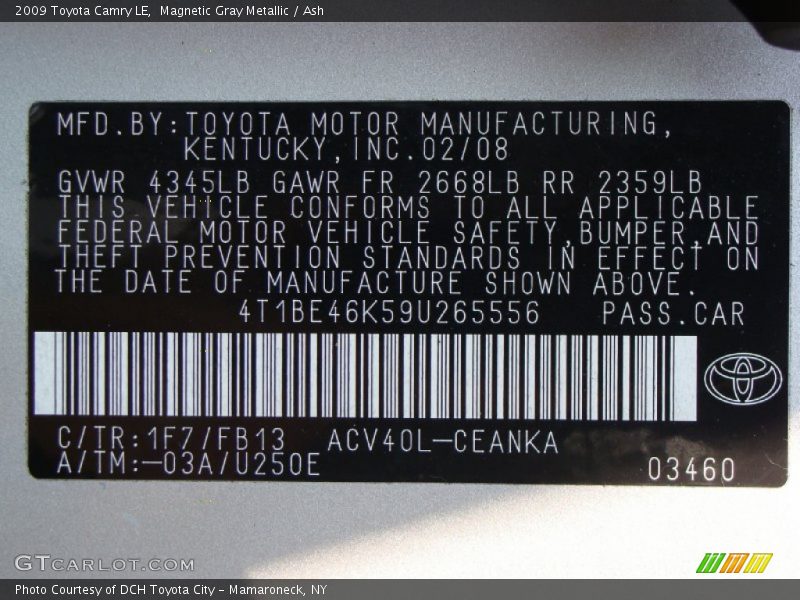 2009 Toyota Camry LE,  Magnetic Gray Metallic / Ash
MFD.BY:TOYOTA MOTOR MANUFACTURING,
KENTUCKY,INC.02/08
GVWR 4345LB GAWR FR 2668LB RR 2359LB
THIS VEHICLE CONFORMS TO ALL APPLICABLE
FEDERAL MOTOR VEHICLE SAFETY,BUMPER,AND
THEFT PREVENTION STANDARDS IN EFFECT ON
THE DATE OF MANUFACTURE SHOWN ABOVE.
4T1BE46K59U265556 PASS.CAR
C/TR:1F7/FB13 ACV40L-CEANKA
A/TM:-03A/U250E
03460
GTCARLOT.COM
Photo Courtesy of DCH Toyota City - Mamaroneck, NY